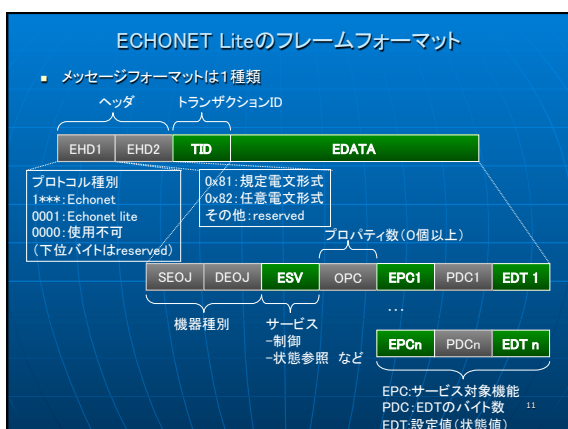 ECHONET Liteのフレームフォーマット
メッセージフォーマットは１種類
ヘッダ トランザクションID
EHD1 EHD2 TID EDATA
プロトコル種別
1***：Echonet
0001：Echonet lite
0000：使用不可
（下位バイトはreserved）
0x81：規定電文形式
0x82：任意電文形式
その他：reserved
プロパティ数（０個以上）
SEOJ DEOJ ESV OPC EPC1 PDC1 EDT 1
機器種別
サービス
-制御
-状態参照 など
...
EPCn PDCn EDT n
EPC:サービス対象機能
PDC：EDTのバイト数
EDT:設定値（状態値）
11